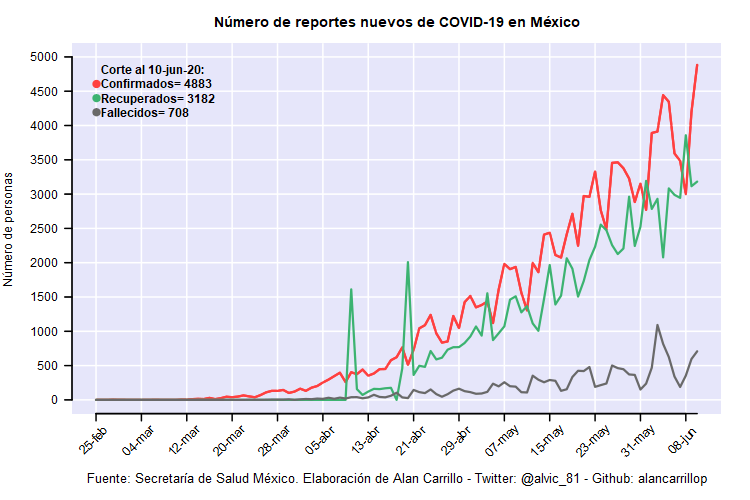 Número de reportes nuevos de COVID-19 en México
Corte al 10-jun-20:
Confirmados= 4883
Recuperados= 3182
Fallecidos= 708
Número de personas
5000
4500
4000
3500
3000
2500
2000
1500
1000
500
0
25-feb
04-mar
12-mar
20-mar
28-mar
05-abr
13-abr
21-abr
29-abr
07-may
15-may
23-may
31-may
08-jun
Fuente: Secretaría de Salud México. Elaboración de Alan Carrillo - Twitter: @alvic_81 - Github: alancarrillop